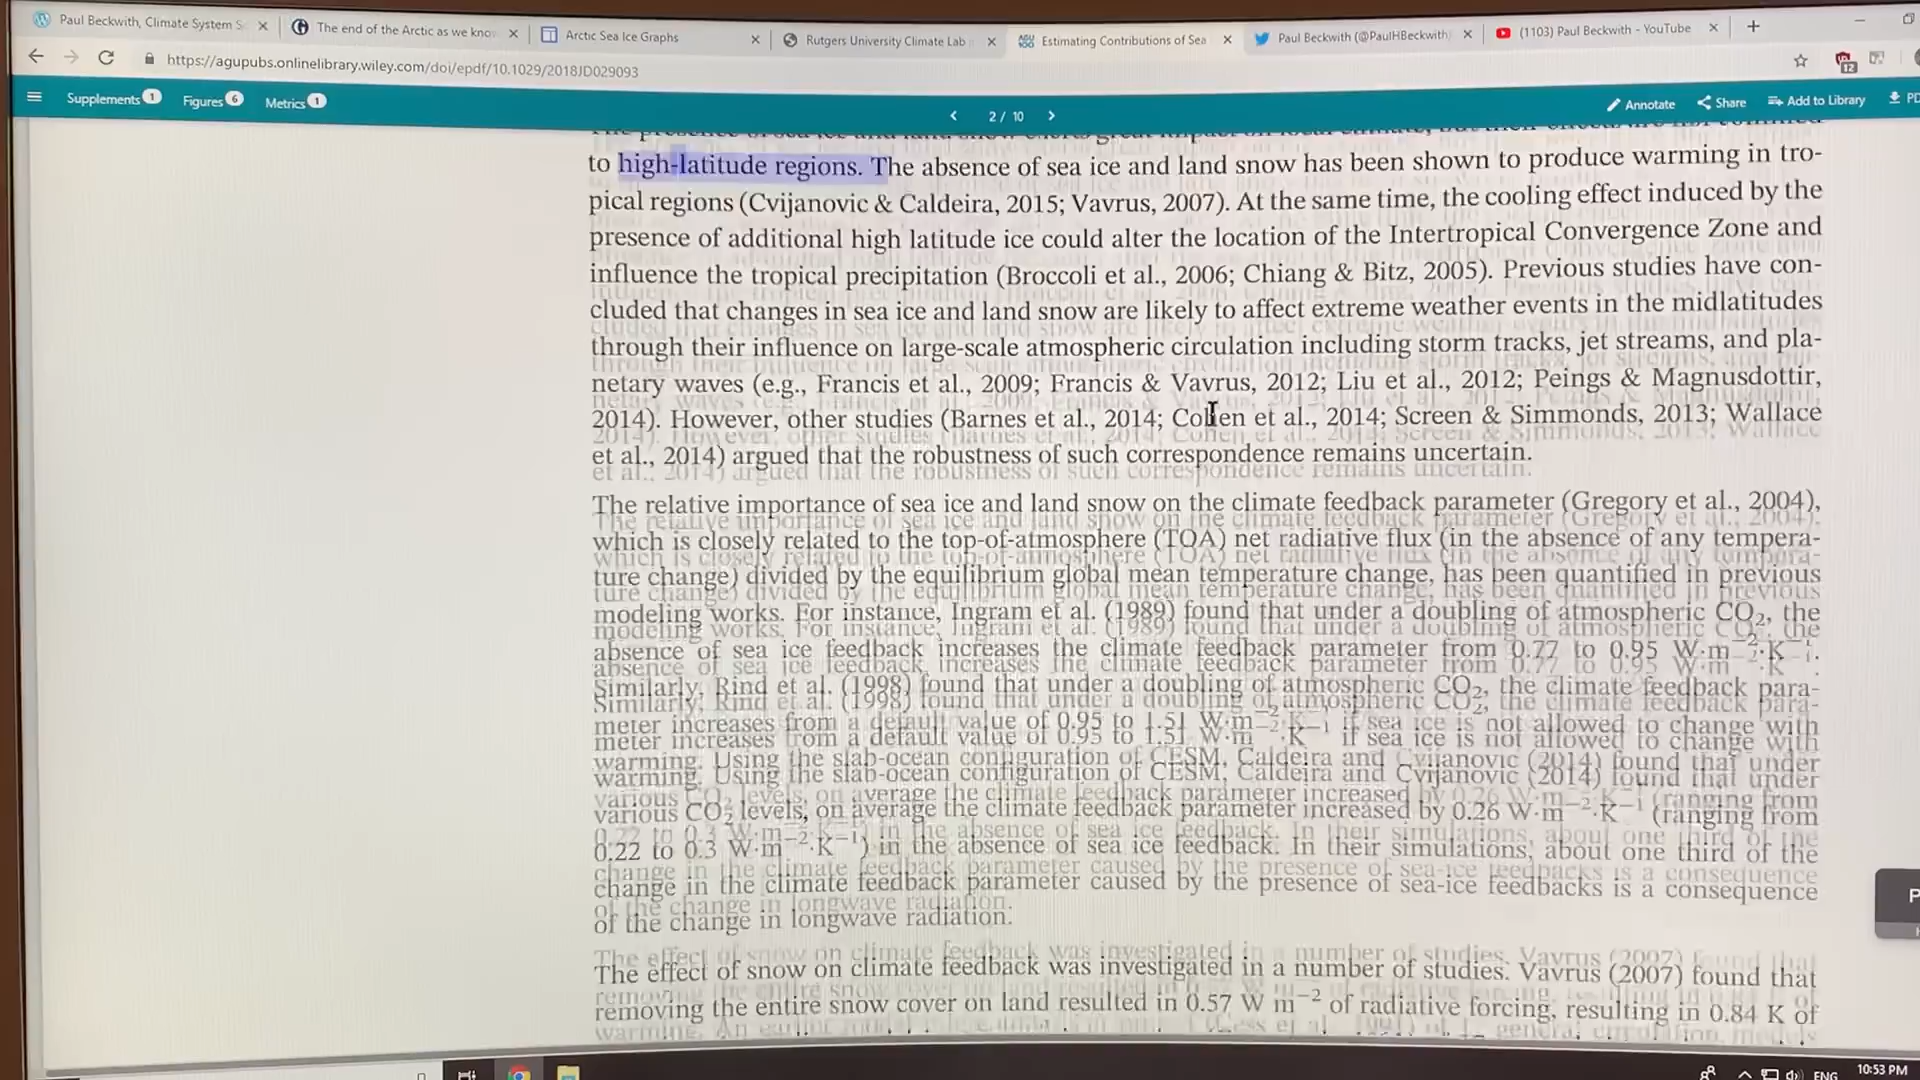 Paul Beckwith, Climate System S
The end of the Arctic as we kno
Arctic Sea Ice Graphs
Rutgers University Climate Lab
Estimating Contributions of Sea
Paul Beckwith (@PaulHBeckwith)
(1103) Paul Beckwith - YouTube
https://agupubs.onlinelibrary.wiley.com/doi/epdf/10.1029/2018JD029093
12
Supplements 1 Figures 6 Metrics 1
2 / 10
Annotate Share Add to Library PD
to high-latitude regions. The absence of sea ice and land snow has been shown to produce warming in tro-
pical regions (Cvijanovic & Caldeira, 2015; Vavrus, 2007). At the same time, the cooling effect induced by the
presence of additional high latitude ice could alter the location of the Intertropical Convergence Zone and
influence the tropical precipitation (Broccoli et al., 2006; Chiang & Bitz, 2005). Previous studies have con-
cluded that changes in sea ice and land snow are likely to affect extreme weather events in the midlatitudes
through their influence on large-scale atmospheric circulation including storm tracks, jet streams, and pla-
netary waves (e.g., Francis et al., 2009; Francis & Vavrus, 2012; Liu et al., 2012; Peings & Magnusdottir,
2014). However, other studies (Barnes et al., 2014; Cohen et al., 2014; Screen & Simmonds, 2013; Wallace
et al., 2014) argued that the robustness of such correspondence remains uncertain.
The relative importance of sea ice and land snow on the climate feedback parameter (Gregory et al., 2004),
which is closely related to the top-of-atmosphere (TOA) net radiative flux (in the absence of any tempera-
ture change) divided by the equilibrium global mean temperature change, has been quantified in previous
modeling works. For instance, Ingram et al. (1989) found that under a doubling of atmospheric CO₂, the
absence of sea ice feedback increases the climate feedback parameter from 0.77 to 0.95 W·m⁻²·K⁻¹.
Similarly, Rind et al. (1998) found that under a doubling of atmospheric CO₂, the climate feedback para-
meter increases from a default value of 0.95 to 1.51 W·m⁻²·K⁻¹ if sea ice is not allowed to change with
warming. Using the slab-ocean configuration of CESM, Caldeira and Cvijanovic (2014) found that under
various CO₂ levels, on average the climate feedback parameter increased by 0.26 W·m⁻²·K⁻¹ (ranging from
0.22 to 0.3 W·m⁻²·K⁻¹) in the absence of sea ice feedback. In their simulations, about one third of the
change in the climate feedback parameter caused by the presence of sea-ice feedbacks is a consequence
of the change in longwave radiation.
The effect of snow on climate feedback was investigated in a number of studies. Vavrus (2007) found that
removing the entire snow cover on land resulted in 0.57 W m⁻² of radiative forcing, resulting in 0.84 K of
P
ENG 10:53 PM